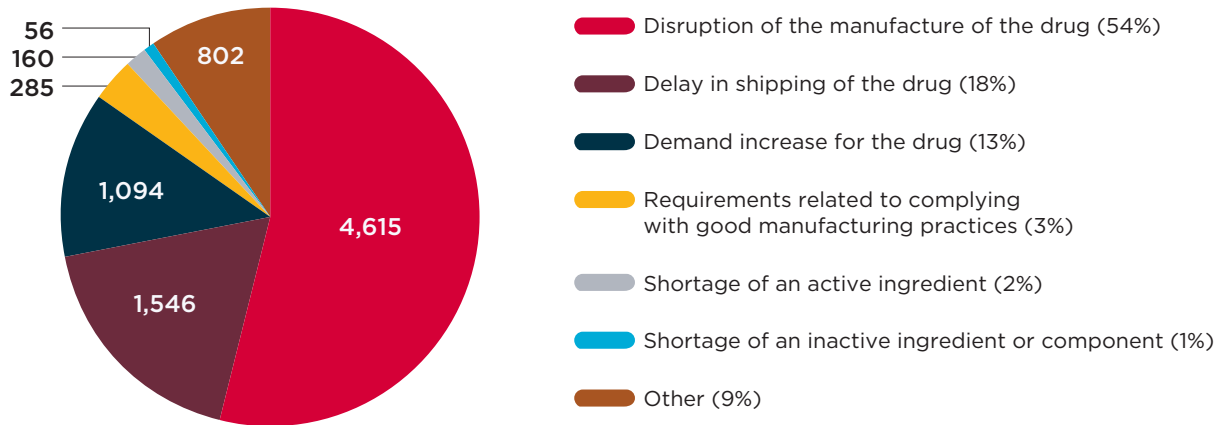 56
160
285
802
1,094
4,615
1,546
Disruption of the manufacture of the drug (54%)
Delay in shipping of the drug (18%)
Demand increase for the drug (13%)
Requirements related to complying
with good manufacturing practices (3%)
Shortage of an active ingredient (2%)
Shortage of an inactive ingredient or component (1%)
Other (9%)